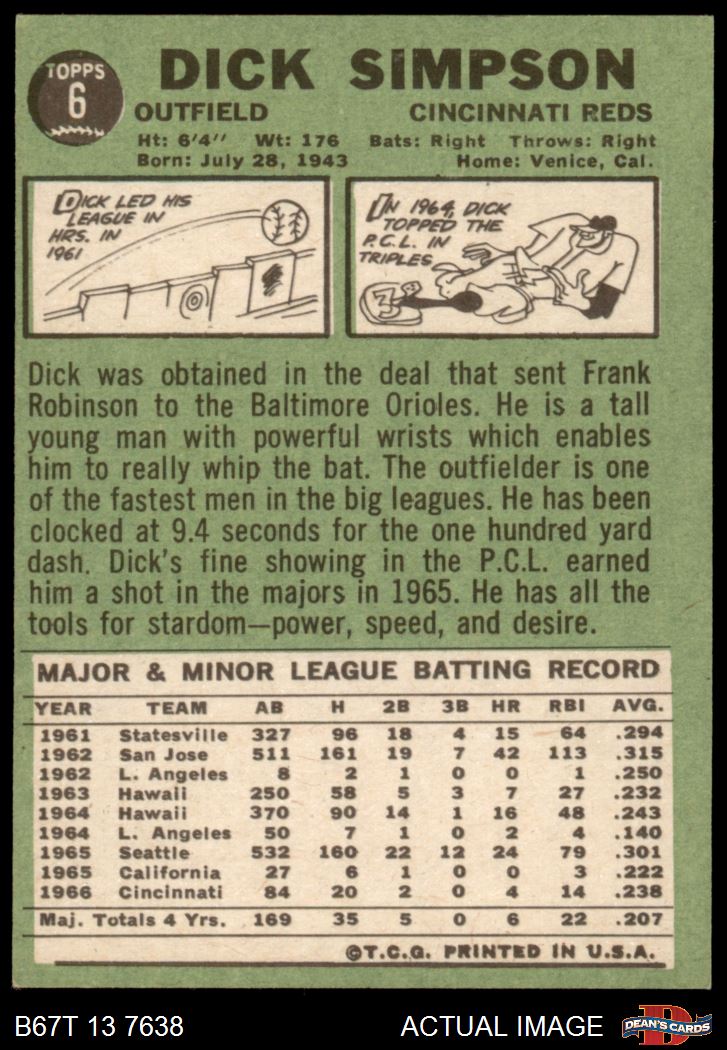 TOPPS
6
DICK SIMPSON
OUTFIELD CINCINNATI REDS
Ht: 6'4" Wt: 176 Bats: Right Throws: Right
Born: July 28, 1943 Home: Venice, Cal.
DICK LED HIS
LEAGUE IN
HRS. IN
1961
IN 1964, DICK
TOPPED THE
P.C.L. IN
TRIPLES
3
Dick was obtained in the deal that sent Frank
Robinson to the Baltimore Orioles. He is a tall
young man with powerful wrists which enables
him to really whip the bat. The outfielder is one
of the fastest men in the big leagues. He has been
clocked at 9.4 seconds for the one hundred yard
dash. Dick's fine showing in the P.C.L. earned
him a shot in the majors in 1965. He has all the
tools for stardom—power, speed, and desire.
MAJOR & MINOR LEAGUE BATTING RECORD
YEAR TEAM AB H 2B 3B HR RBI AVG.
1961 Statesville 327 96 18 4 15 64 .294
1962 San Jose 511 161 19 7 42 113 .315
1962 L. Angeles 8 2 1 0 0 1 .250
1963 Hawaii 250 58 5 3 7 27 .232
1964 Hawaii 370 90 14 1 16 48 .243
1964 L. Angeles 50 7 1 0 2 4 .140
1965 Seattle 532 160 22 12 24 79 .301
1965 California 27 6 1 0 0 3 .222
1966 Cincinnati 84 20 2 0 4 14 .238
Maj. Totals 4 Yrs. 169 35 5 0 6 22 .207
©T.C.G. PRINTED IN U.S.A.
B67T 13 7638 ACTUAL IMAGE
D
DEAN'S CARDS